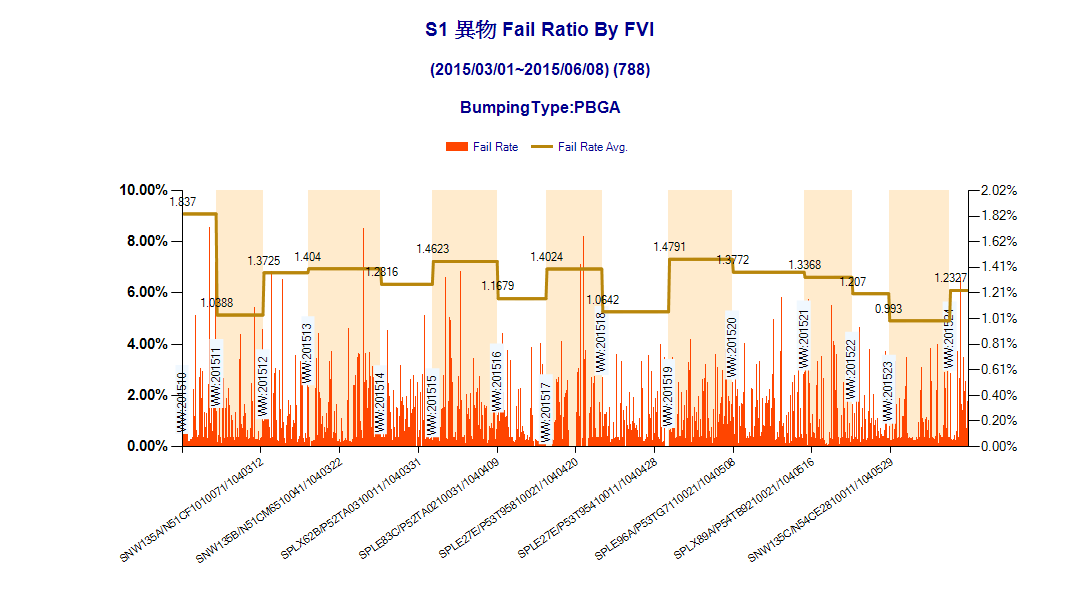 S1 異物 Fail Ratio By FVI
(2015/03/01~2015/06/08) (788)
BumpingType:PBGA
Fail Rate
Fail Rate Avg.
10.00%
8.00%
6.00%
4.00%
2.00%
0.00%
2.02%
1.82%
1.62%
1.41%
1.21%
1.01%
0.81%
0.61%
0.40%
0.20%
0.00%
1.837
1.0388
1.3725
1.404
1.2816
1.4623
1.1679
1.4024
1.0642
1.4791
1.3772
1.3368
1.207
0.993
1.2327
WW:201510
WW:201511
WW:201512
WW:201513
WW:201514
WW:201515
WW:201516
WW:201517
WW:201518
WW:201519
WW:201520
WW:201521
WW:201522
WW:201523
WW:201524
SNW135A/N51CF1010071/1040312
SNW135B/N51CM6510041/1040322
SPLX62B/P52TA0310011/1040331
SPLE83C/P52TA0210031/1040409
SPLE27E/P53T95810021/1040420
SPLE27E/P53T95410011/1040428
SPLE96A/P53TG7110021/1040508
SPLX89A/P54TB9210021/1040516
SNW135C/N54CE2810011/1040529